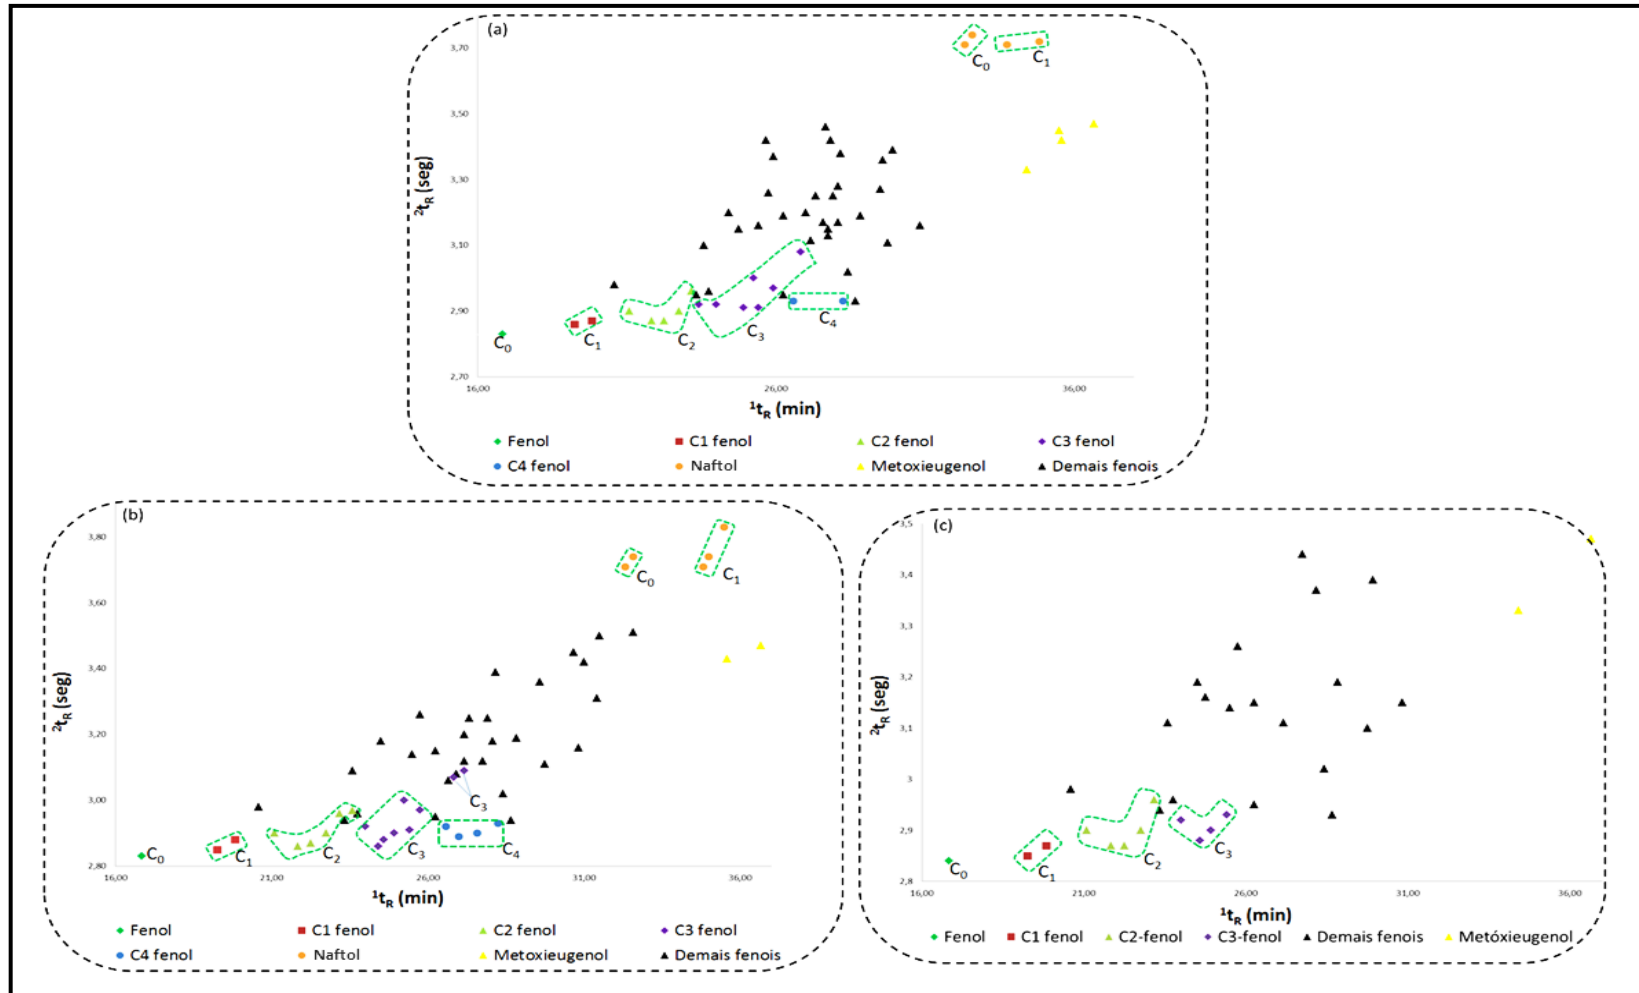 (a)
3,70
3,50
3,30
3,10
2,90
2,70
²tR (seg)
C0 C1
C0 C1 C2 C3 C4
16,00 26,00 36,00
¹tR (min)
Fenol C1 fenol C2 fenol C3 fenol
C4 fenol Naftol Metoxieugenol Demais fenois
(b)
3,80
3,60
3,40
3,20
3,00
2,80
²tR (seg)
C0 C1
C3
C0 C1 C2 C3 C4
16,00 21,00 26,00 31,00 36,00
¹tR (min)
Fenol C1 fenol C2 fenol C3 fenol
C4 fenol Naftol Metoxieugenol Demais fenois
(c)
3,5
3,4
3,3
3,2
3,1
3
2,9
2,8
²tR (seg)
C0 C1 C2 C3
16,00 21,00 26,00 31,00 36,00
¹tR (min)
Fenol C1 fenol C2-fenol C3-fenol Demais fenois Metóxieugenol